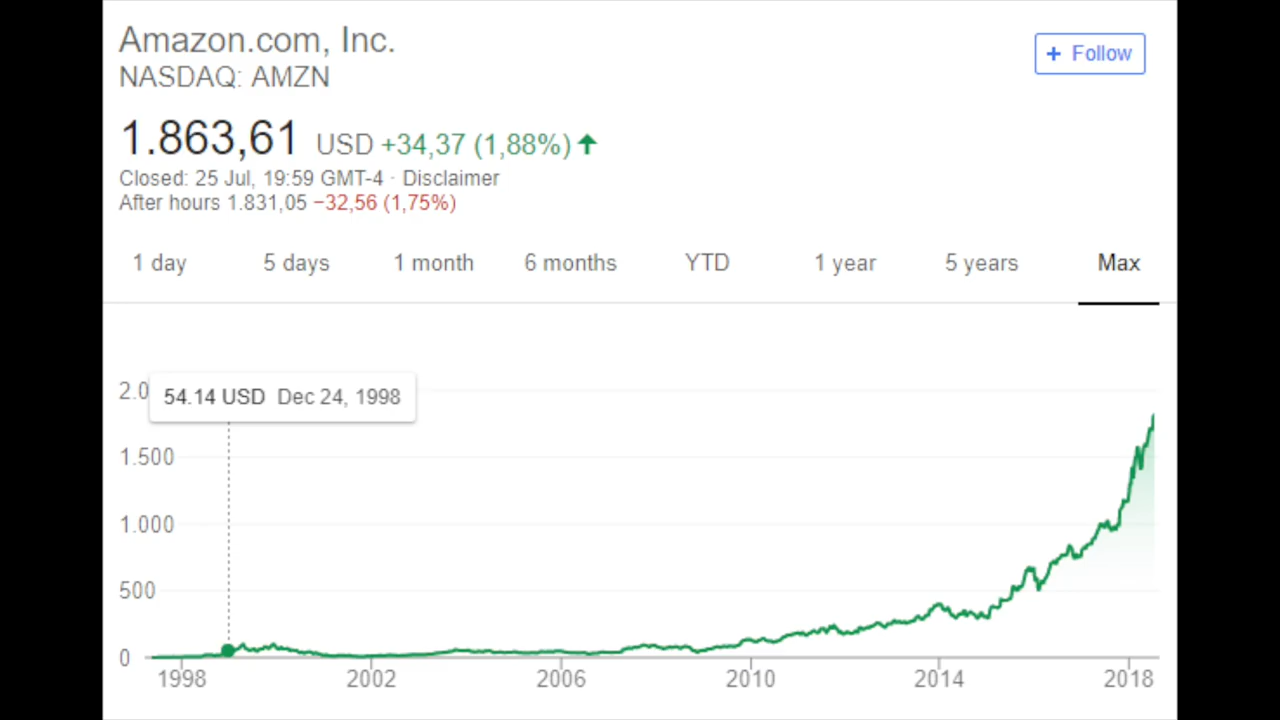 Amazon.com, Inc.
NASDAQ: AMZN
+ Follow
1.863,61 USD +34,37 (1,88%)
Closed: 25 Jul, 19:59 GMT-4 · Disclaimer
After hours 1.831,05 −32,56 (1,75%)
1 day 5 days 1 month 6 months YTD 1 year 5 years Max
2.0
54.14 USD Dec 24, 1998
1.500
1.000
500
0
1998 2002 2006 2010 2014 2018